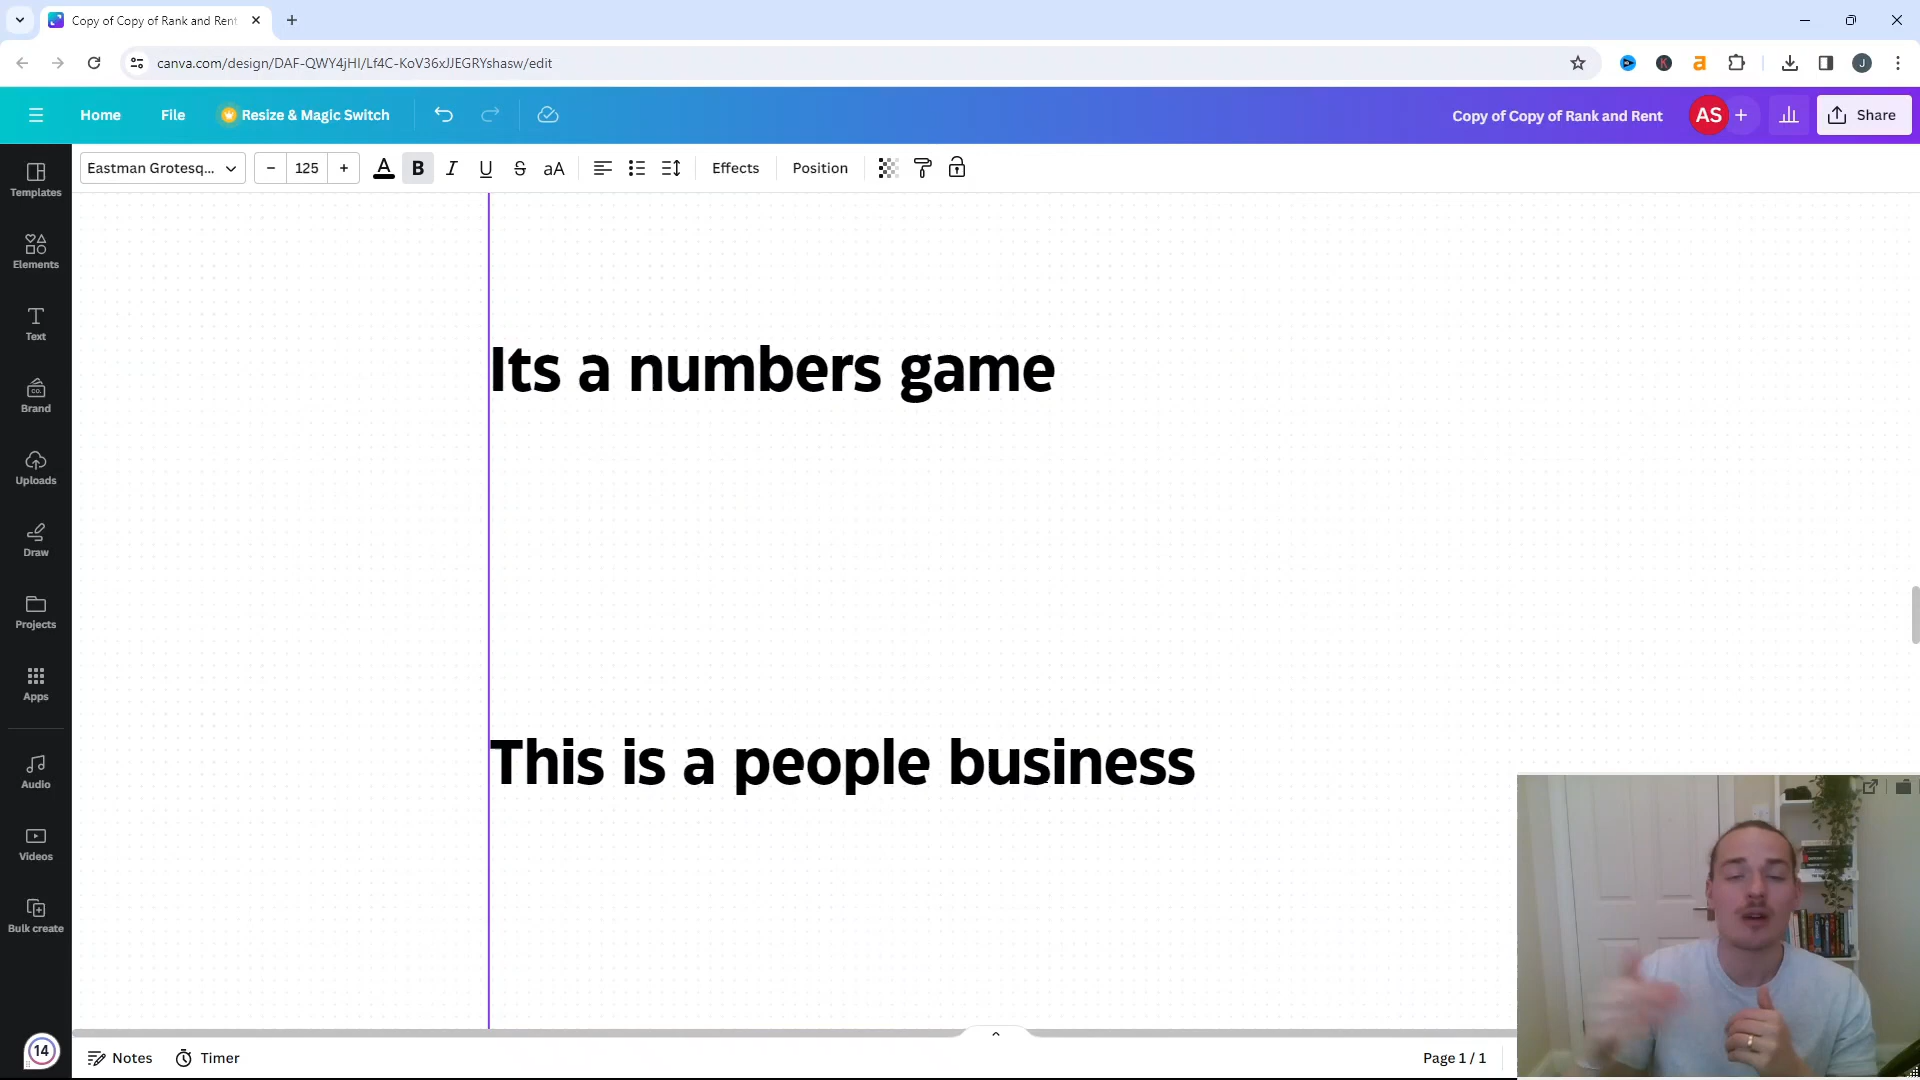 Copy of Copy of Rank and Rent
canva.com/design/DAF-QWY4jHI/Lf4C-KoV36xJJEGRYshasw/edit
J
Home File Resize & Magic Switch Copy of Copy of Rank and Rent AS Share
Eastman Grotesq... 125 A B I U S aA Effects Position
Templates
Elements
Text
Brand
Uploads
Draw
Projects
Apps
Audio
Videos
Bulk create
Its a numbers game
This is a people business
14 Notes Timer Page 1 / 1